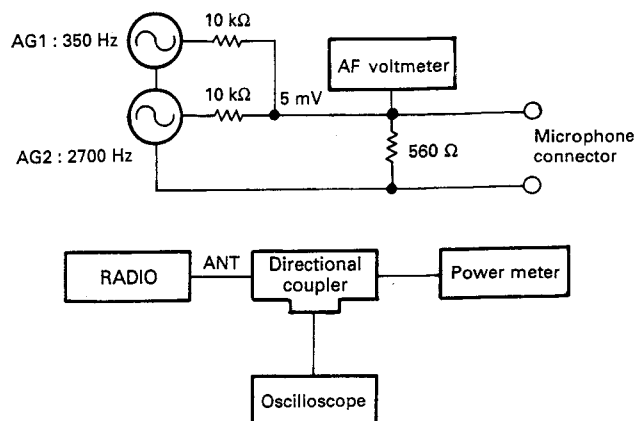 10 kΩ
AG1 : 350 Hz
AF voltmeter
10 kΩ
5 mV
Microphone
connector
560 Ω
AG2 : 2700 Hz
RADIO
ANT
Directional
coupler
Power meter
Oscilloscope